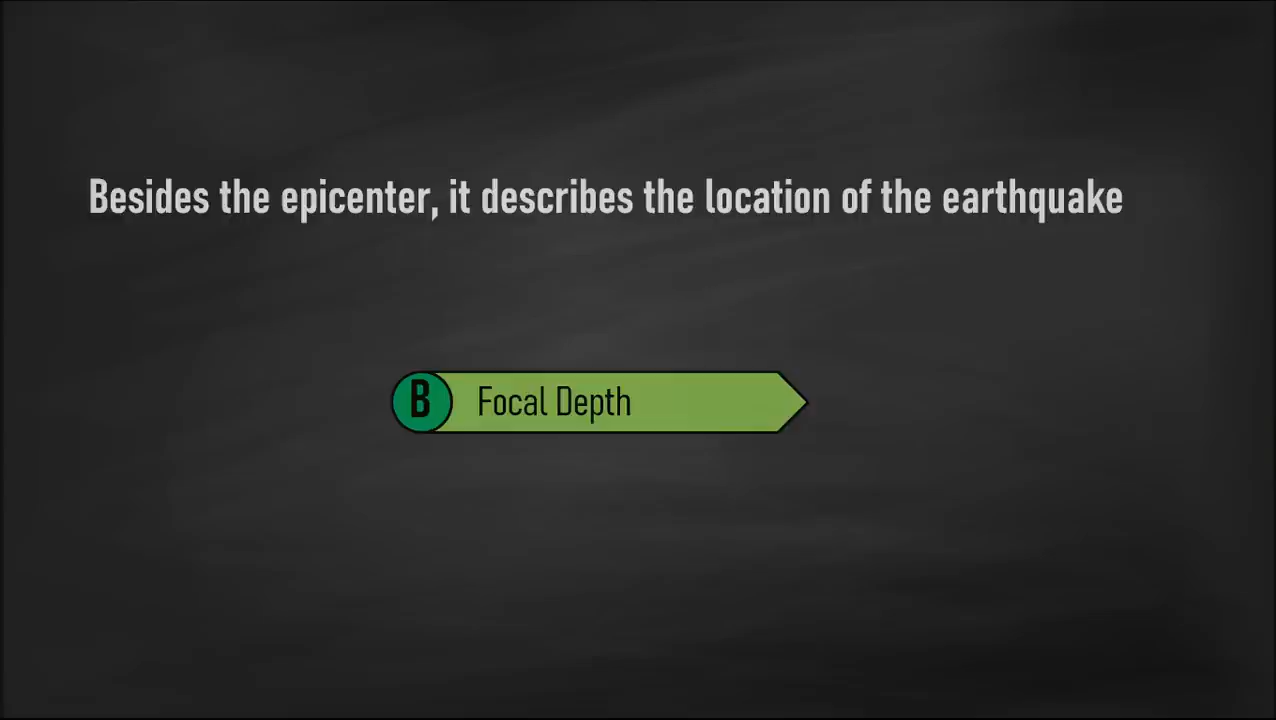 Besides the epicenter, it describes the location of the earthquake
B Focal Depth